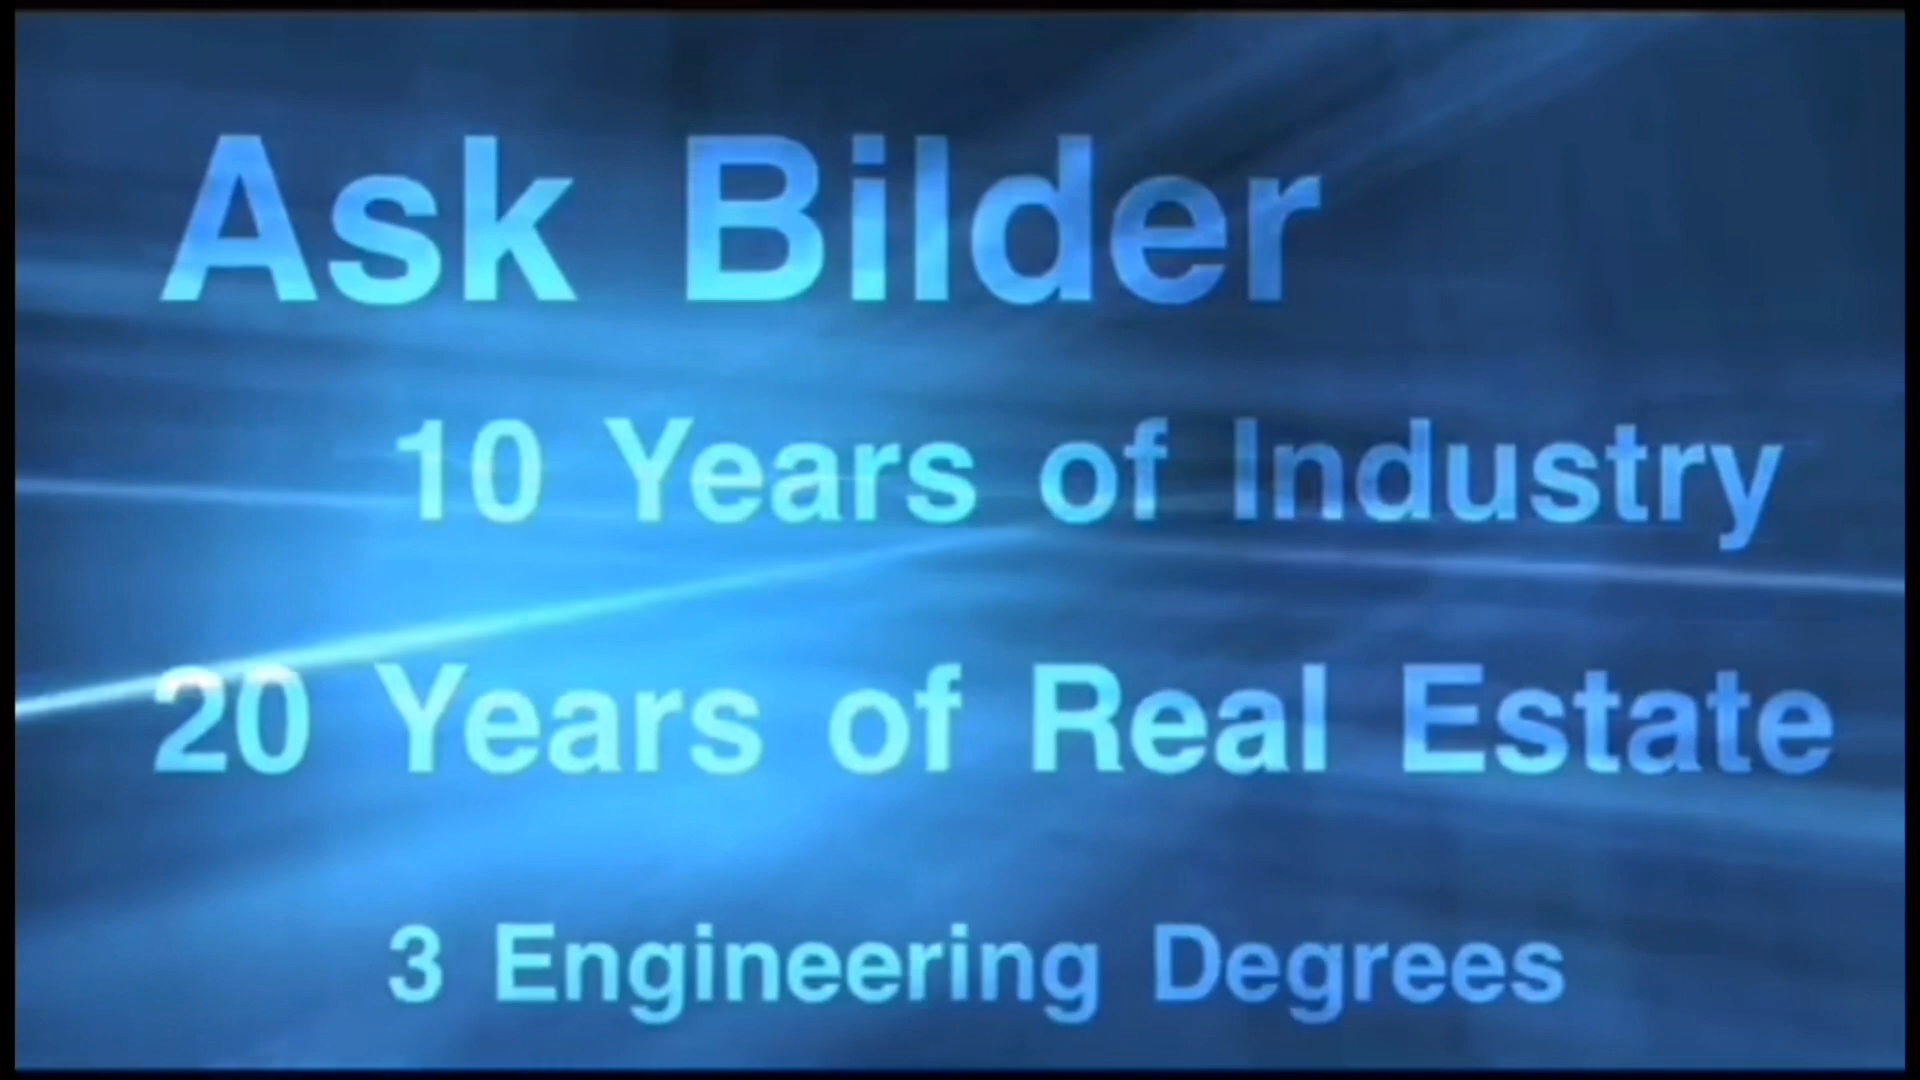 Ask Bilder
10 Years of Industry
20 Years of Real Estate
3 Engineering Degrees